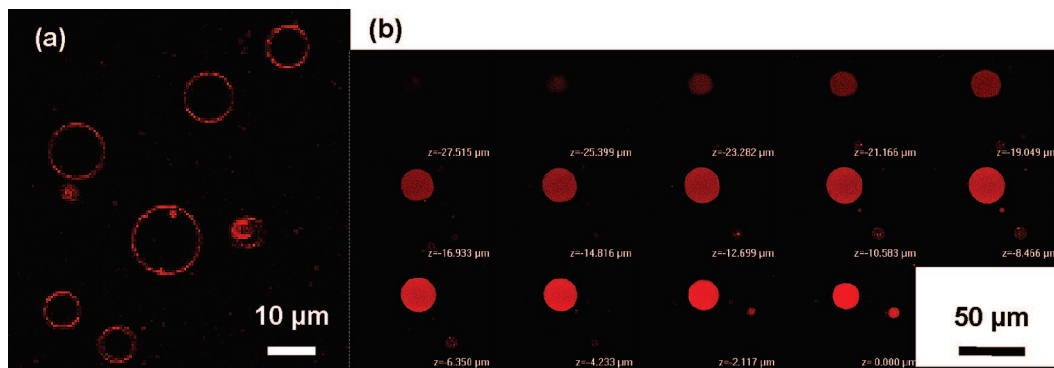 (a)
10 µm
(b)
z=-27.515 µm
z=-25.399 µm
z=-23.282 µm
z=-21.166 µm
z=-19.049 µm
z=-16.933 µm
z=-14.816 µm
z=-12.699 µm
z=-10.583 µm
z=-8.466 µm
z=-6.350 µm
z=-4.233 µm
z=-2.117 µm
z=0.000 µm
50 µm